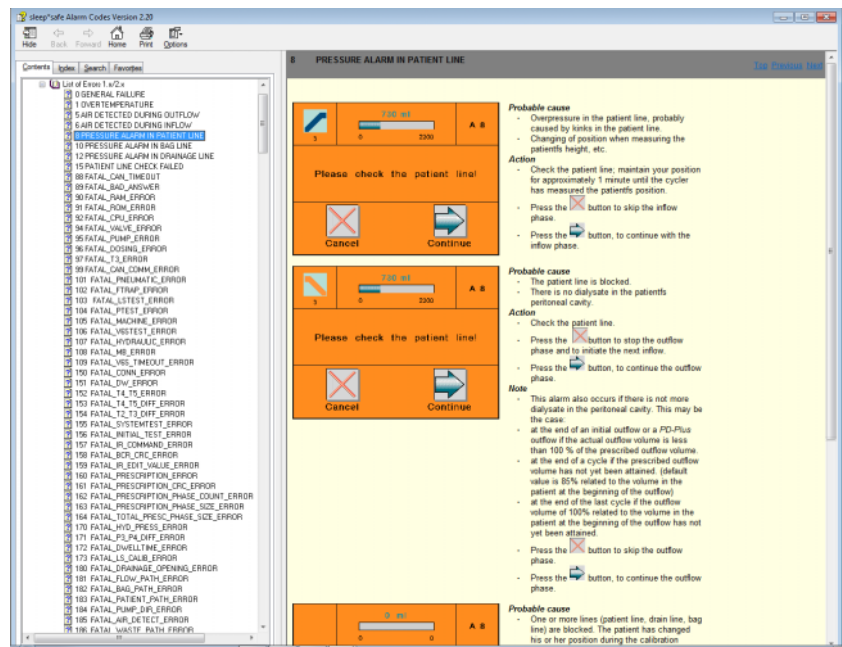 sleep°safe Alarm Codes Version 2.20
Hide Back Forward Home Print Options
Contents Index Search Favorites
List of Errors 1.x/2.x
0 GENERAL FAILURE
1 OVERTEMPERATURE
5 AIR DETECTED DURING OUTFLOW
6 AIR DETECTED DURING INFLOW
8 PRESSURE ALARM IN PATIENT LINE
10 PRESSURE ALARM IN BAG LINE
12 PRESSURE ALARM IN DRAINAGE LINE
15 PATIENT LINE CHECK FAILED
88 FATAL_CAN_TIMEOUT
89 FATAL_BAD_ANSWER
90 FATAL_RAM_ERROR
91 FATAL_ROM_ERROR
92 FATAL_CPU_ERROR
94 FATAL_VALVE_ERROR
95 FATAL_PUMP_ERROR
96 FATAL_DOSING_ERROR
97 FATAL_T3_ERROR
99 FATAL_CAN_COMM_ERROR
101 FATAL_PNEUMATIC_ERROR
102 FATAL_FTRAP_ERROR
103 FATAL_LSTEST_ERROR
104 FATAL_PTEST_ERROR
105 FATAL_MACHINE_ERROR
106 FATAL_V6STEST_ERROR
107 FATAL_HYDRAULIC_ERROR
108 FATAL_MB_ERROR
109 FATAL_V6S_TIMEOUT_ERROR
150 FATAL_CONN_ERROR
151 FATAL_DW_ERROR
152 FATAL_T4_T5_ERROR
153 FATAL_T4_T5_DIFF_ERROR
154 FATAL_T2_T3_DIFF_ERROR
155 FATAL_SYSTEMTEST_ERROR
156 FATAL_INITIAL_TEST_ERROR
157 FATAL_IR_COMMAND_ERROR
158 FATAL_BCR_CRC_ERROR
159 FATAL_IR_EDIT_VALUE_ERROR
160 FATAL_PRESCRIPTION_ERROR
161 FATAL_PRESCRIPTION_CRC_ERROR
162 FATAL_PRESCRIPTION_PHASE_COUNT_ERROR
163 FATAL_PRESCRIPTION_PHASE_SIZE_ERROR
164 FATAL_TOTAL_PRESC_PHASE_SIZE_ERROR
170 FATAL_HYD_PRESS_ERROR
171 FATAL_P3_P4_DIFF_ERROR
172 FATAL_DWELLTIME_ERROR
173 FATAL_LS_CALIB_ERROR
180 FATAL_DRAINAGE_OPENING_ERROR
181 FATAL_FLOW_PATH_ERROR
182 FATAL_BAG_PATH_ERROR
183 FATAL_PATIENT_PATH_ERROR
184 FATAL_PUMP_DIR_ERROR
185 FATAL_AIR_DETECT_ERROR
186 FATAL_WASTE_PATH_ERROR
8 PRESSURE ALARM IN PATIENT LINE
Top Previous Next
730 ml
3 0 2300 A 8
Please check the patient line!
Cancel Continue
Probable cause
- Overpressure in the patient line, probably
caused by kinks in the patient line.
- Changing of position when measuring the
patientfs height, etc.
Action
- Check the patient line; maintain your position
for approximately 1 minute until the cycler
has measured the patientfs position.
- Press the button to skip the inflow
phase.
- Press the button, to continue with the
inflow phase.
730 ml
3 0 2300 A 8
Please check the patient line!
Cancel Continue
Probable cause
- The patient line is blocked.
- There is no dialysate in the patientfs
peritoneal cavity.
Action
- Check the patient line.
- Press the button to stop the outflow
phase and to initiate the next inflow.
- Press the button, to continue the outflow
phase.
Note
- This alarm also occurs if there is not more
dialysate in the peritoneal cavity. This may be
the case:
- at the end of an initial outflow or a PD-Plus
outflow if the actual outflow volume is less
than 100 % of the prescribed outflow volume.
- at the end of a cycle if the prescribed outflow
volume has not yet been attained. (default
value is 85% related to the volume in the
patient at the beginning of the outflow)
- at the end of the last cycle if the outflow
volume of 100% related to the volume in the
patient at the beginning of the outflow has not
yet been attained.
- Press the button to skip the outflow
phase.
- Press the button, to continue the outflow
phase.
0 ml
0 0 A 8
Probable cause
- One or more lines (patient line, drain line, bag
line) are blocked. The patient has changed
his or her position during the calibration